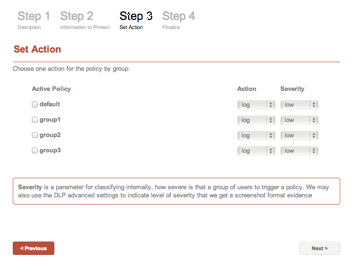 Step 1 Step 2 Step 3 Step 4
Description Information to Protect Set Action Finalice
Set Action
Choose one action for the policy by group:
Active Policy Action Severity
default log low
group1 log low
group2 log low
group3 log low
Severity is a parameter for classifying internally, how severe is that a group of users to trigger a policy. We may
also use the DLP advanced settings to indicate level of severity that we get a screenshot format evidence
< Previous Next >